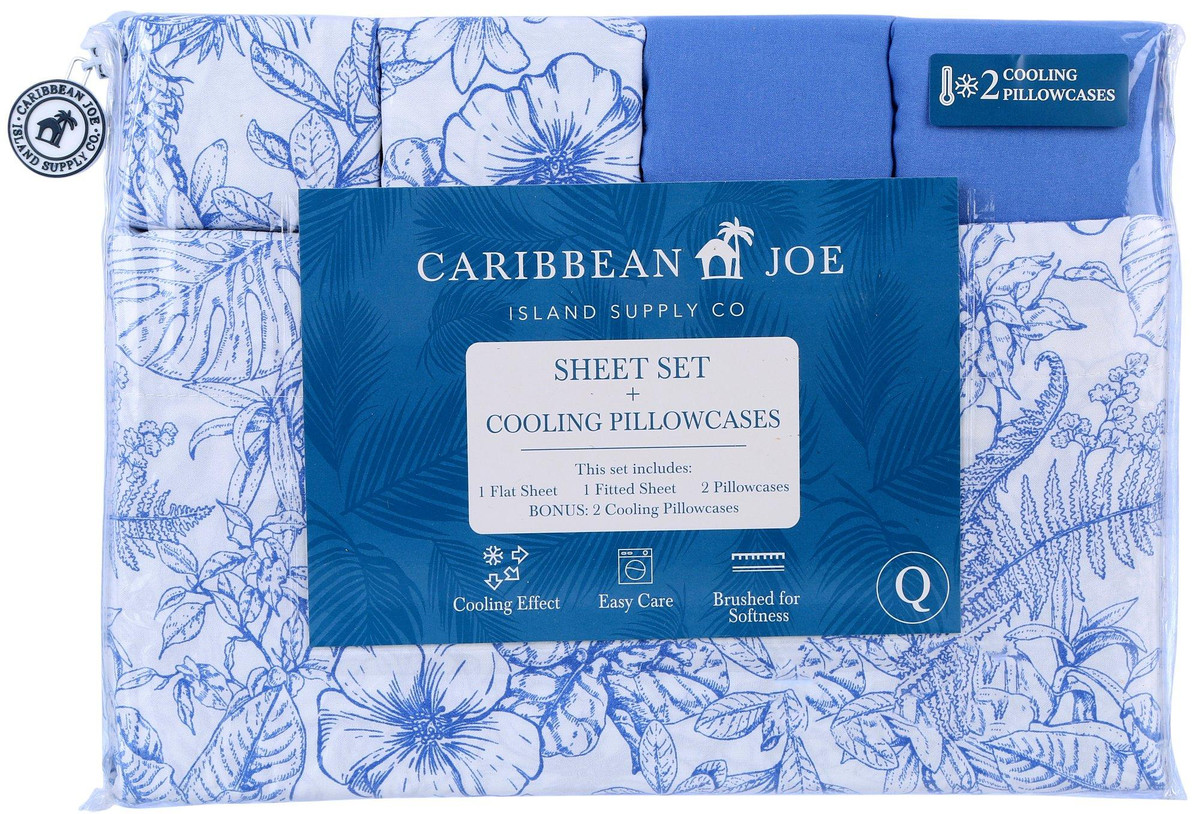 CARIBBEAN JOE
ISLAND SUPPLY CO.
2 COOLING
PILLOWCASES
CARIBBEAN JOE
ISLAND SUPPLY CO
SHEET SET
+
COOLING PILLOWCASES
This set includes:
1 Flat Sheet 1 Fitted Sheet 2 Pillowcases
BONUS: 2 Cooling Pillowcases
Cooling Effect
Easy Care
Brushed for
Softness
Q